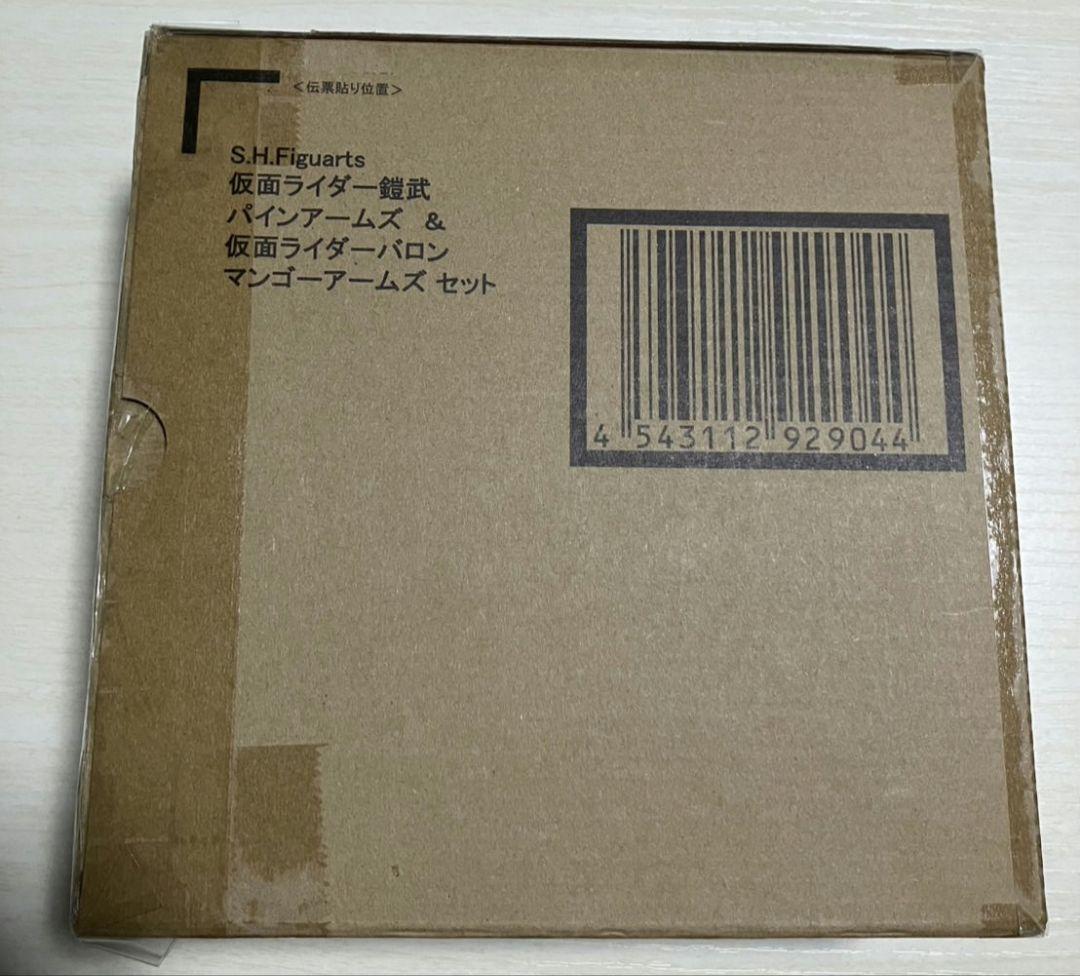 ＜伝票貼り位置＞
S.H.Figuarts
仮面ライダー鎧武
パインアームズ ＆
仮面ライダーバロン
マンゴーアームズ セット
4 543112 929044